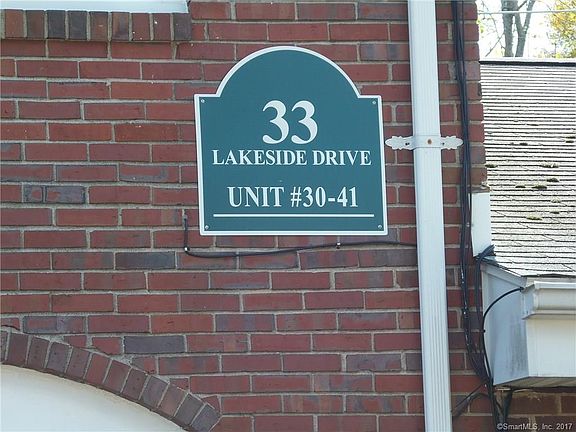 33
LAKESIDE DRIVE
UNIT #30-41
©SmartMLS, Inc. 2017